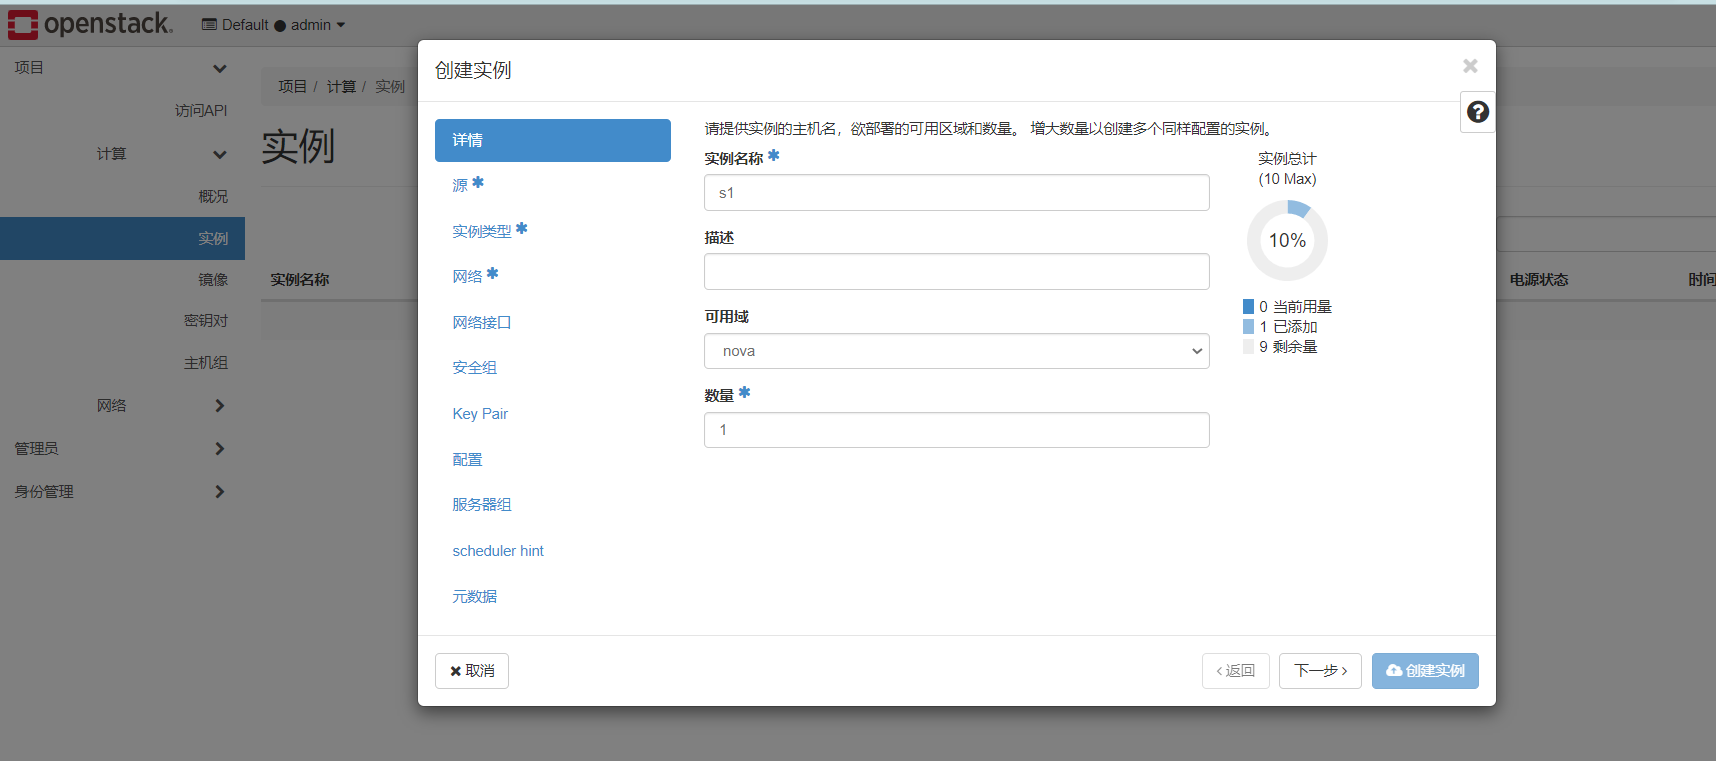 openstack. Default ● admin
项目
访问API
计算
概况
实例
镜像
密钥对
主机组
网络
管理员
身份管理
项目 / 计算 / 实例
实例
实例名称
电源状态
时间
创建实例
详情
源 *
实例类型 *
网络 *
网络接口
安全组
Key Pair
配置
服务器组
scheduler hint
元数据
请提供实例的主机名，欲部署的可用区域和数量。 增大数量以创建多个同样配置的实例。
实例名称 *
s1
描述
可用域
nova
数量 *
1
实例总计
(10 Max)
10%
0 当前用量
1 已添加
9 剩余量
取消
返回
下一步
创建实例